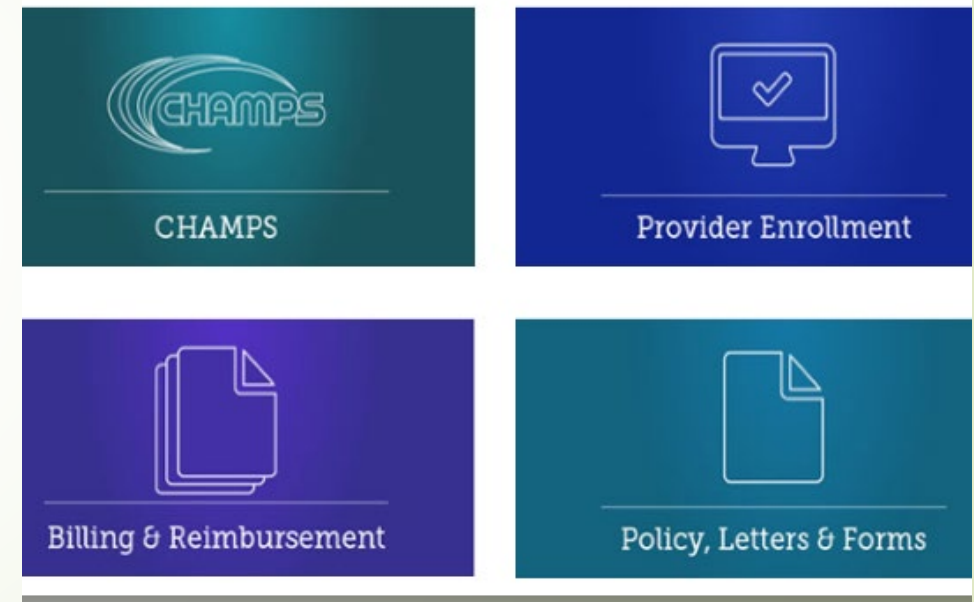 CHAMPS
CHAMPS
Provider Enrollment
Billing & Reimbursement
Policy, Letters & Forms